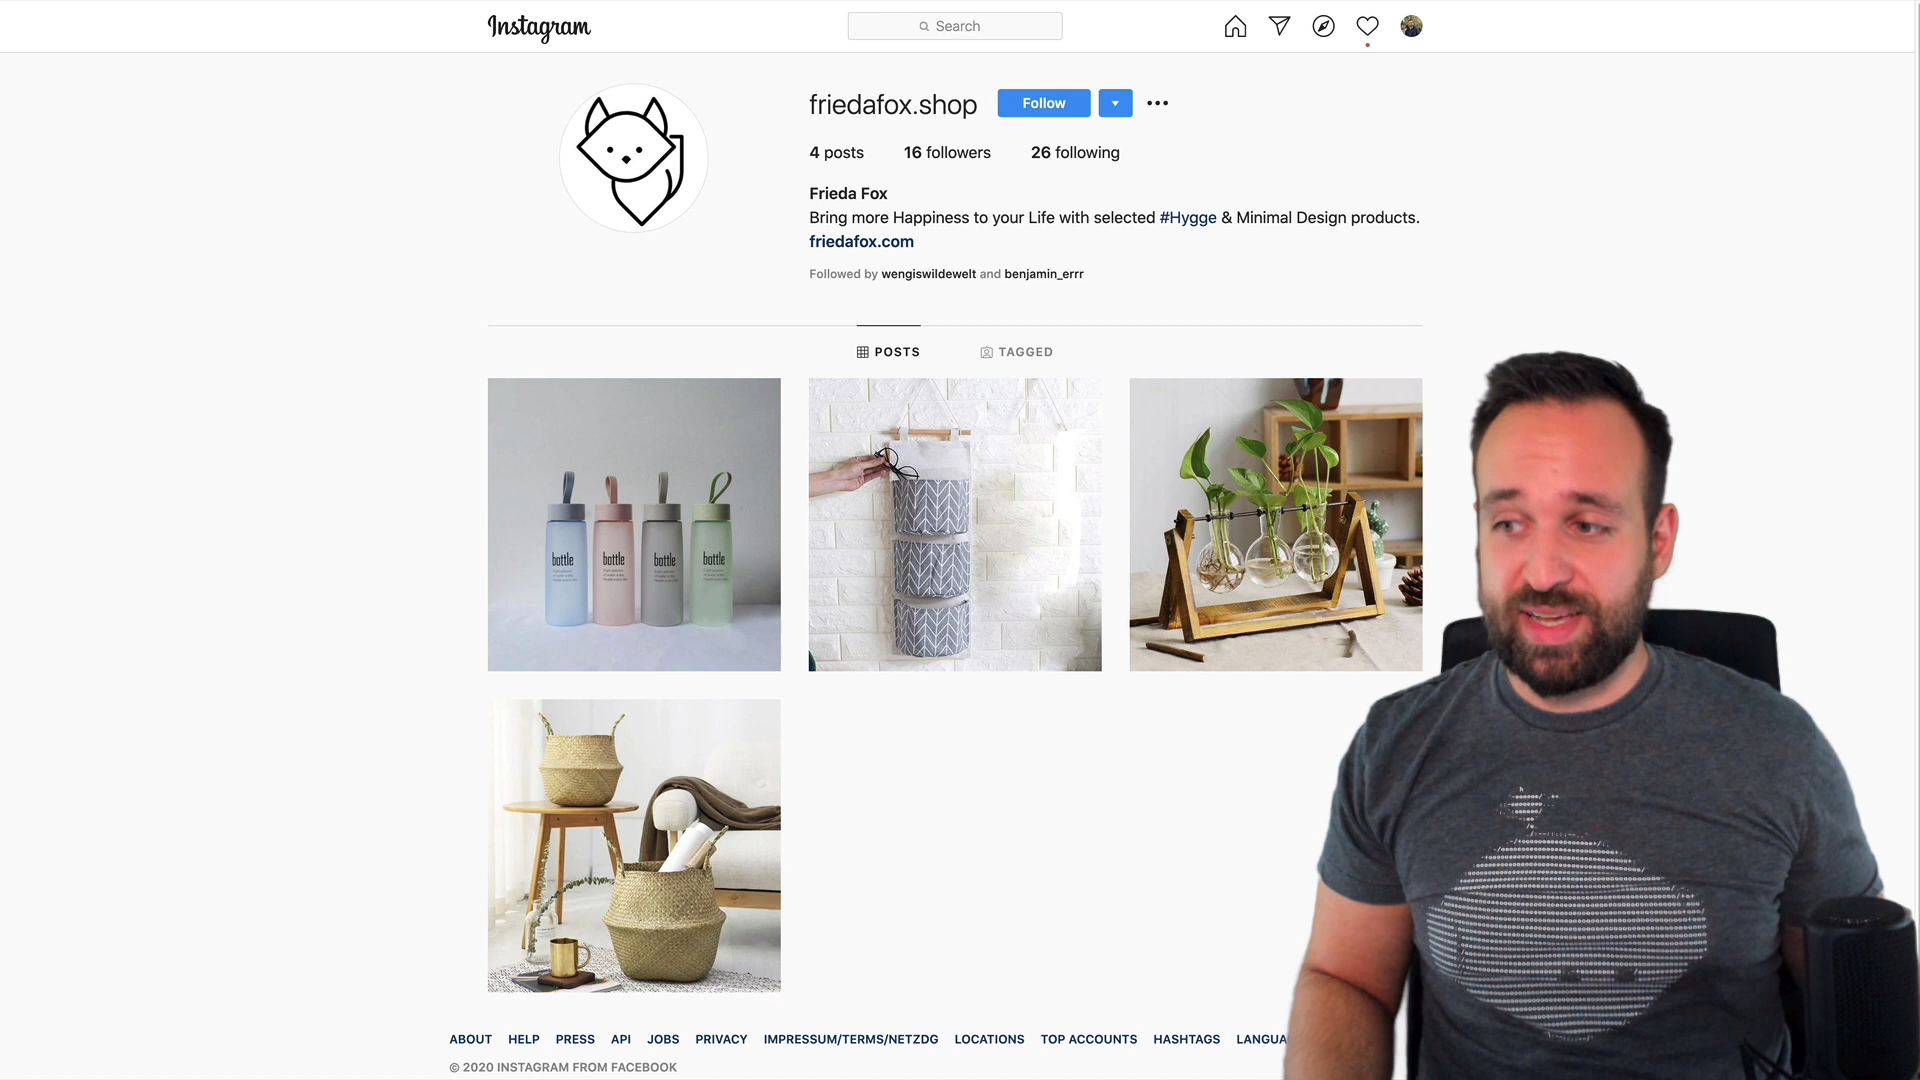 Instagram
Search
friedafox.shop
Follow
4 posts
16 followers
26 following
Frieda Fox
Bring more Happiness to your Life with selected #Hygge & Minimal Design products.
friedafox.com
Followed by wengiswildewelt and benjamin_errr
POSTS
TAGGED
bottle
bottle
bottle
bottle
ABOUT HELP PRESS API JOBS PRIVACY IMPRESSUM/TERMS/NETZDG LOCATIONS TOP ACCOUNTS HASHTAGS LANGUA
© 2020 INSTAGRAM FROM FACEBOOK